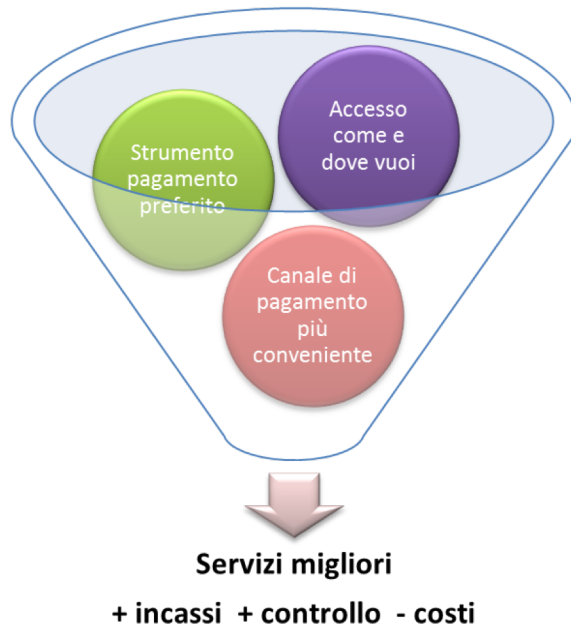 Accesso
come e
dove vuoi
Strumento
pagamento
preferito
Canale di
pagamento
più
conveniente
Servizi migliori
+ incassi + controllo - costi